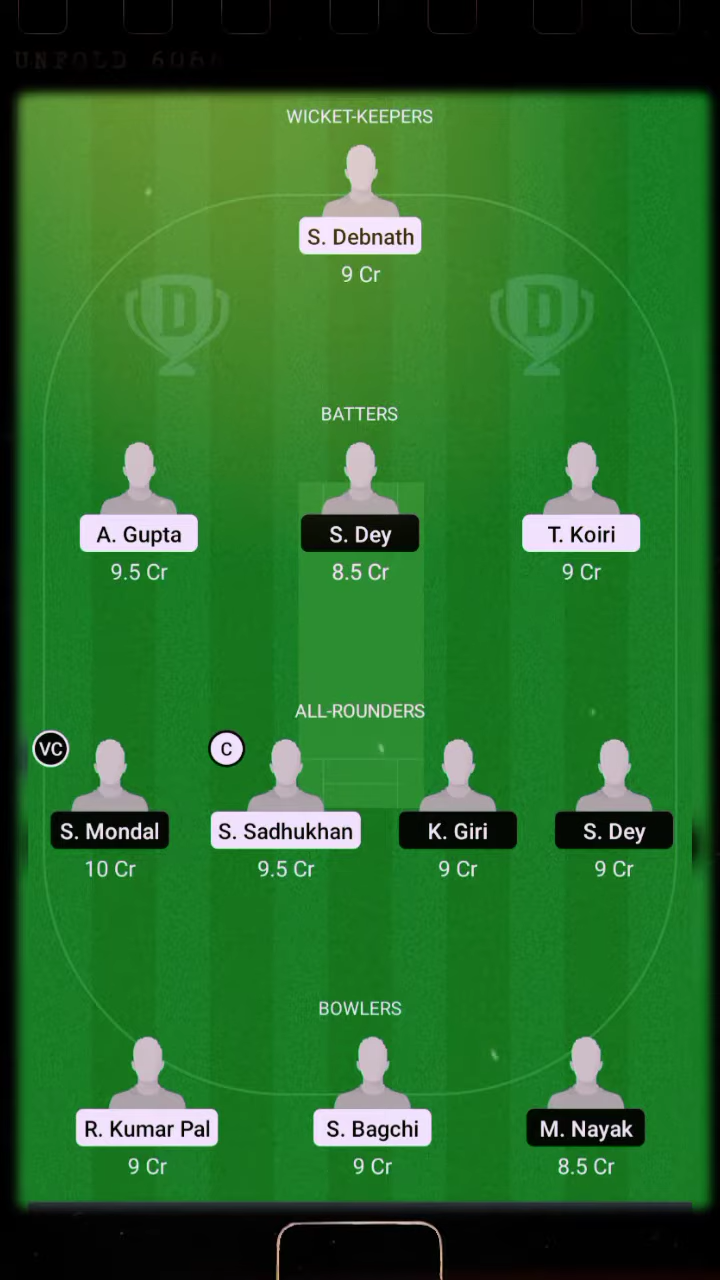 UNFOLD
WICKET-KEEPERS
S. Debnath
9 Cr
D D
BATTERS
A. Gupta S. Dey T. Koiri
9.5 Cr 8.5 Cr 9 Cr
ALL-ROUNDERS
VC C
S. Mondal S. Sadhukhan K. Giri S. Dey
10 Cr 9.5 Cr 9 Cr 9 Cr
BOWLERS
R. Kumar Pal S. Bagchi M. Nayak
9 Cr 9 Cr 8.5 Cr